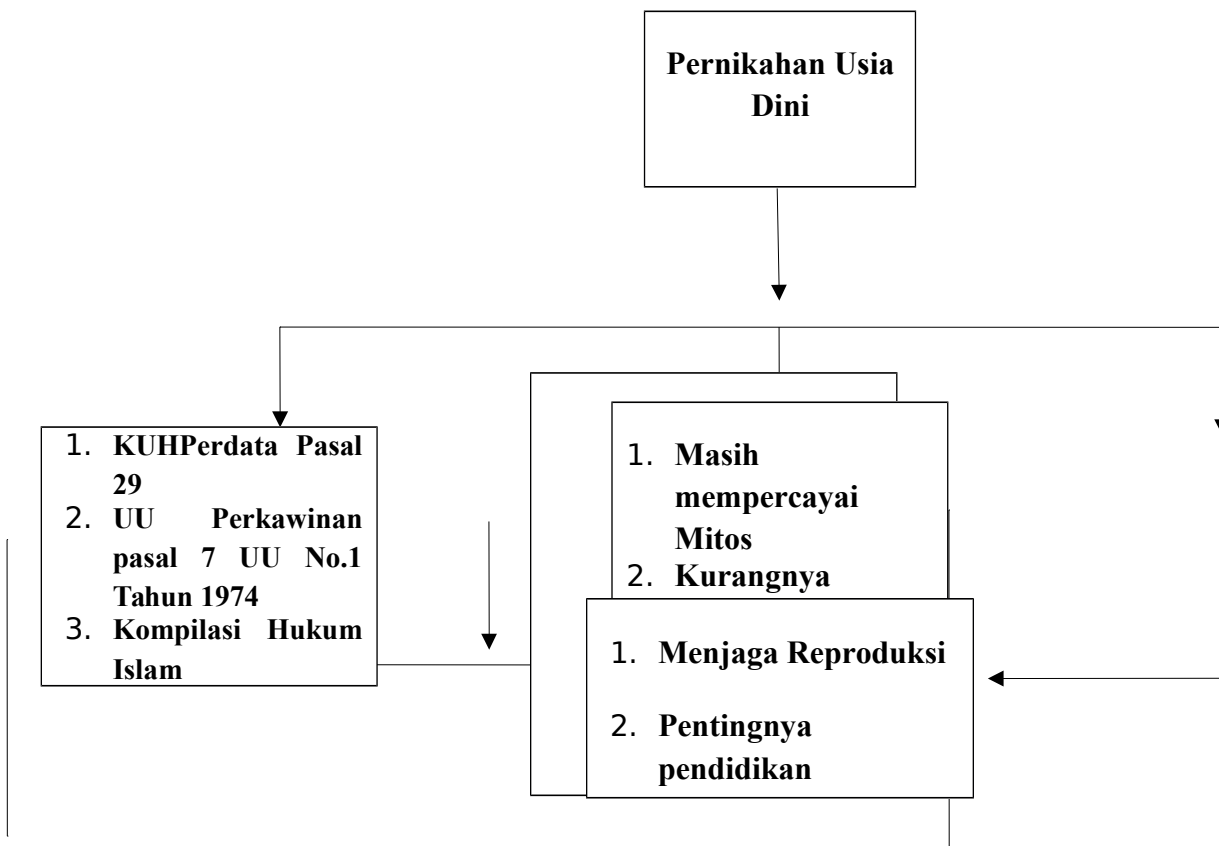 Pernikahan Usia
Dini
1. KUHPerdata Pasal
29
2. UU Perkawinan
pasal 7 UU No.1
Tahun 1974
3. Kompilasi Hukum
Islam
1. Masih
mempercayai
Mitos
2. Kurangnya
1. Menjaga Reproduksi
2. Pentingnya
pendidikan